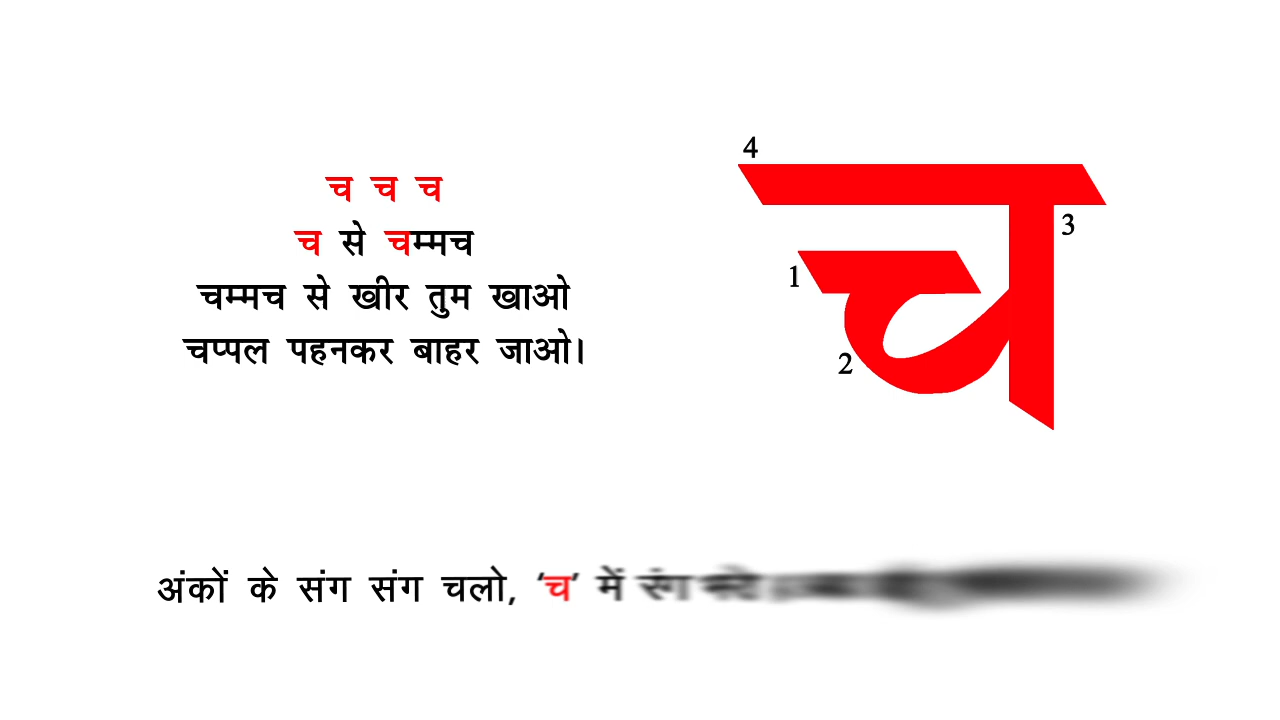 च च च
च से चम्मच
चम्मच से खीर तुम खाओ
चप्पल पहनकर बाहर जाओ।
4
च
3
1
2
अंकों के संग संग चलो, ‘च’ में रंग